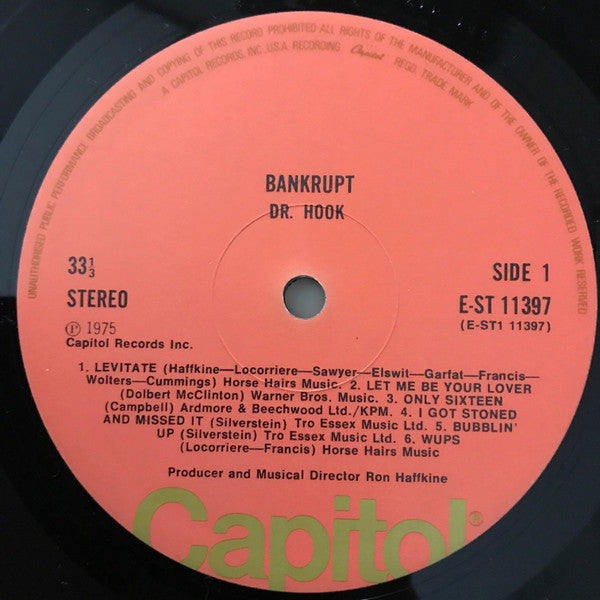 UNAUTHORISED PUBLIC PERFORMANCE, BROADCASTING AND COPYING OF THIS RECORD PROHIBITED ALL RIGHTS OF THE MANUFACTURER AND OF THE OWNER OF THE RECORDED WORK RESERVED
A CAPITOL RECORDS, INC. U.S.A. RECORDING Capitol REGD. TRADE MARK
BANKRUPT
DR. HOOK
33⅓
STEREO
SIDE 1
E-ST 11397
(E-ST1 11397)
Ⓟ 1975
Capitol Records Inc.
1. LEVITATE (Haffkine—Locorriere—Sawyer—Elswit—Garfat—Francis—
Wolters—Cummings) Horse Hairs Music. 2. LET ME BE YOUR LOVER
(Dolbert McClinton) Warner Bros. Music. 3. ONLY SIXTEEN
(Campbell) Ardmore & Beechwood Ltd./KPM. 4. I GOT STONED
AND MISSED IT (Silverstein) Tro Essex Music Ltd. 5. BUBBLIN'
UP (Silverstein) Tro Essex Music Ltd. 6. WUPS
(Locorriere—Francis) Horse Hairs Music
Producer and Musical Director Ron Haffkine
Capitol®